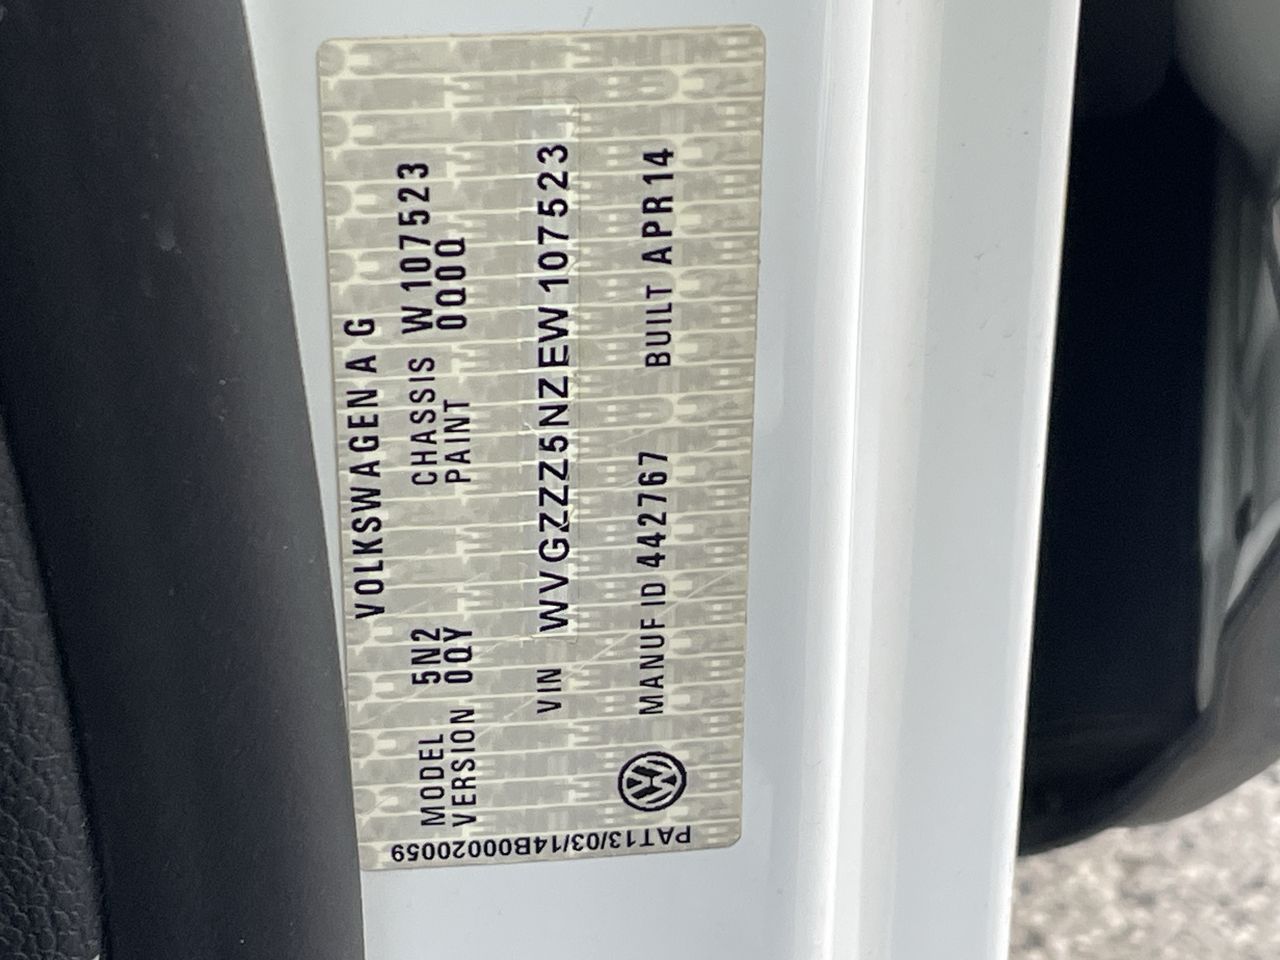 VOLKSWAGEN AG
MODEL 5N2 CHASSIS W107523
VERSION 0QY PAINT 0Q0Q
VIN WVGZZZ5NZEW107523
MANUF ID 442767 BUILT APR14
PAT13/03/14B00020059